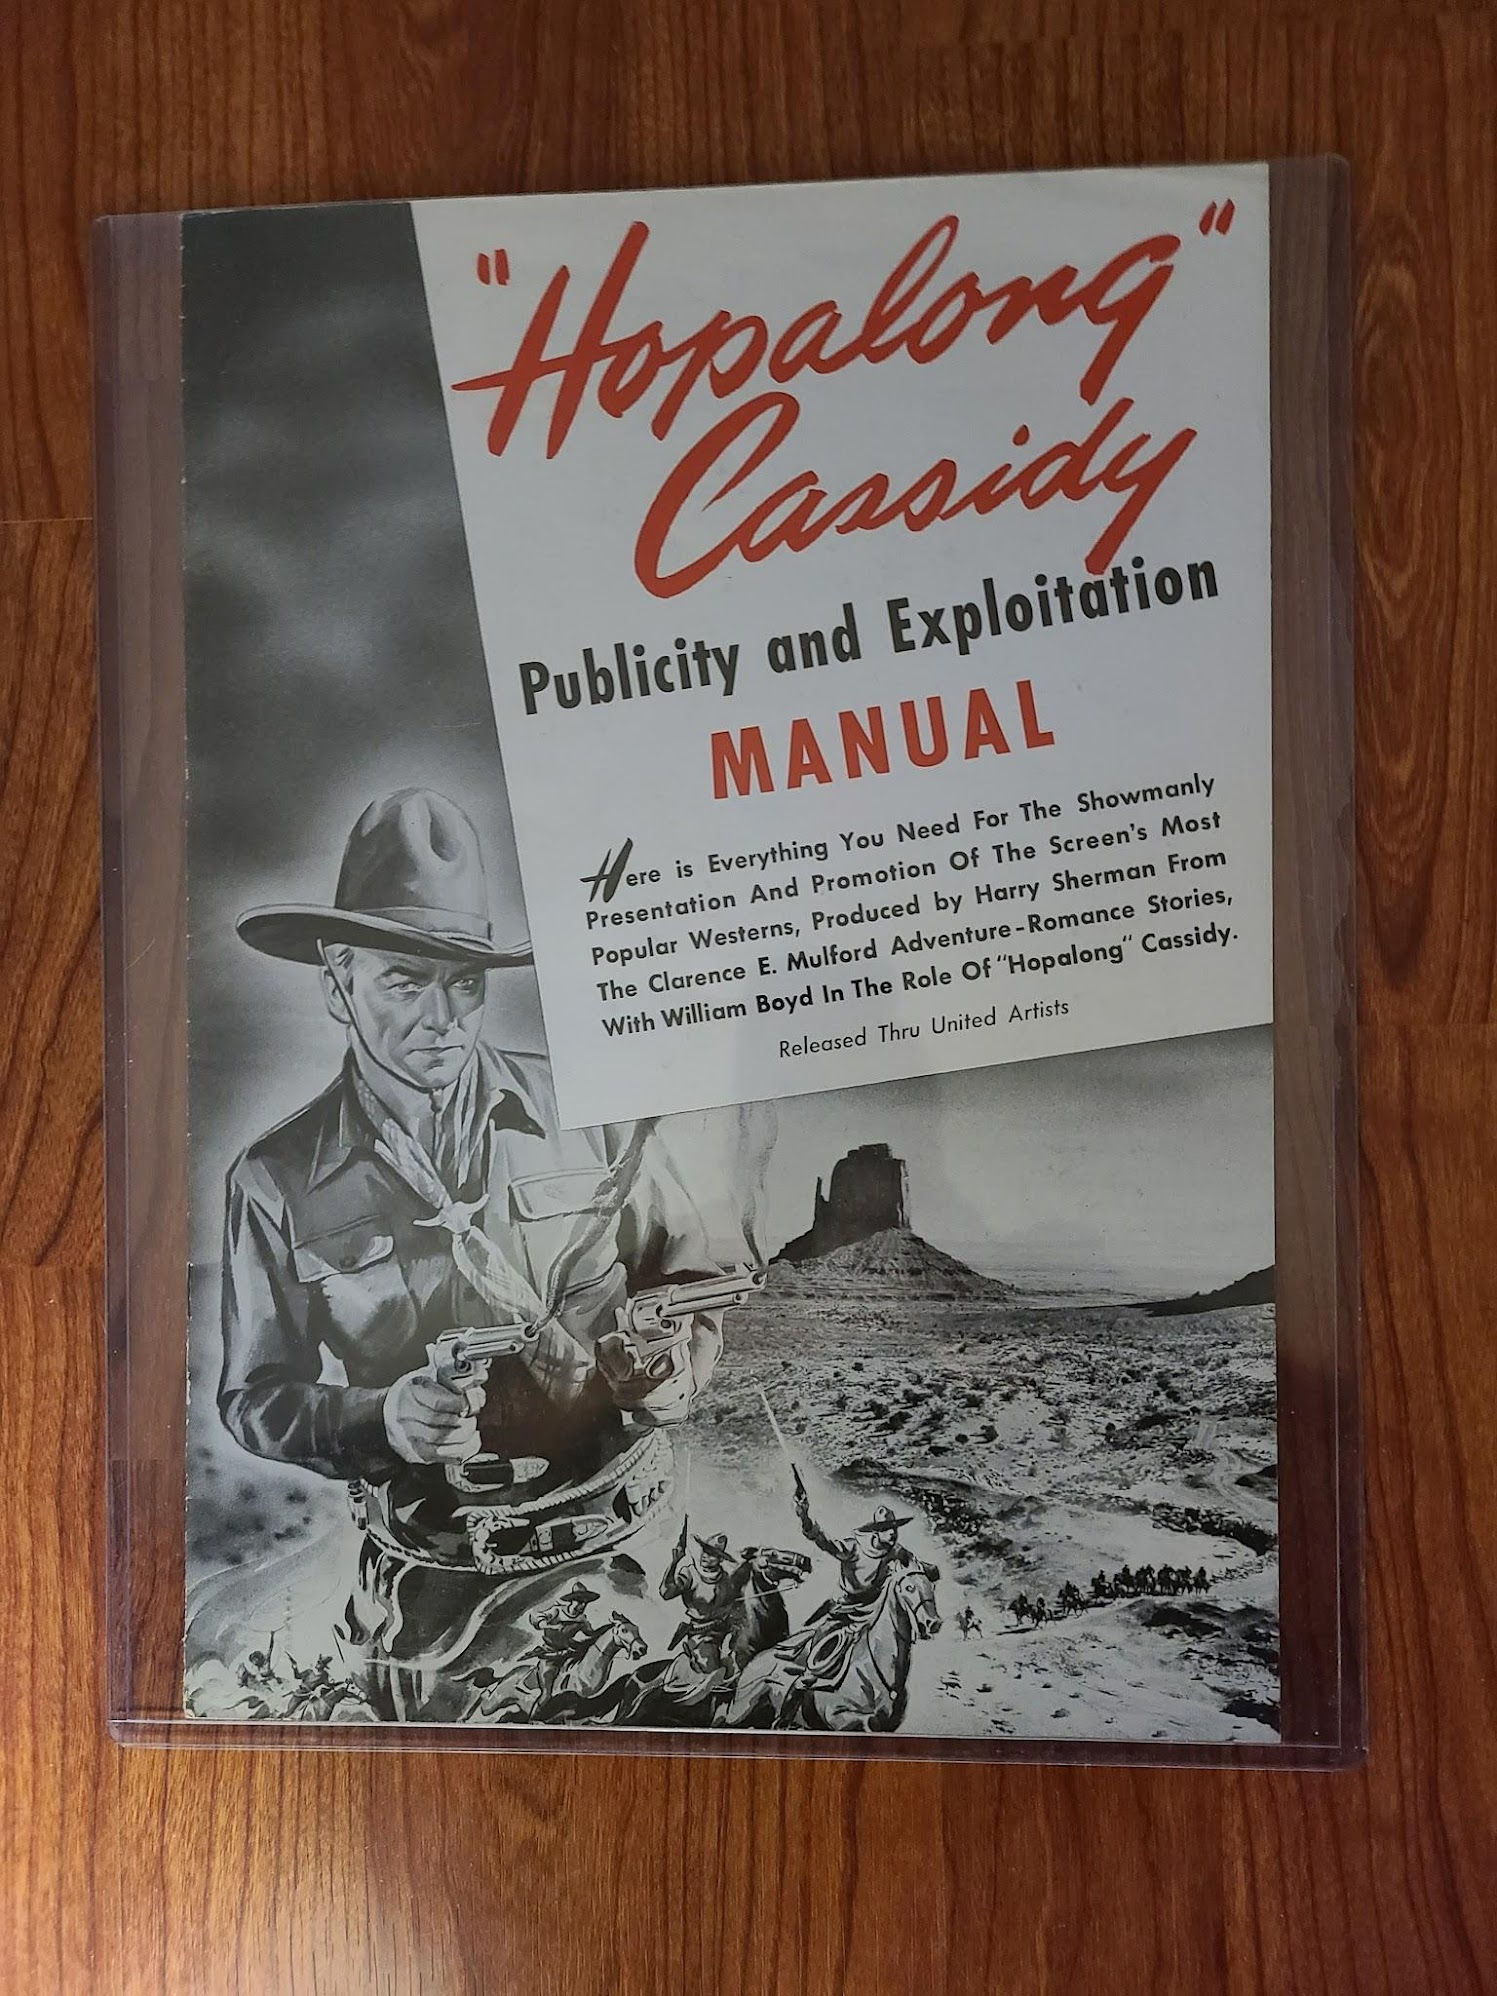 "Hopalong"
Cassidy
Publicity and Exploitation
MANUAL
Here is Everything You Need For The Showmanly
Presentation And Promotion Of The Screen's Most
Popular Westerns, Produced by Harry Sherman From
The Clarence E. Mulford Adventure-Romance Stories,
With William Boyd In The Role Of "Hopalong" Cassidy.
Released Thru United Artists